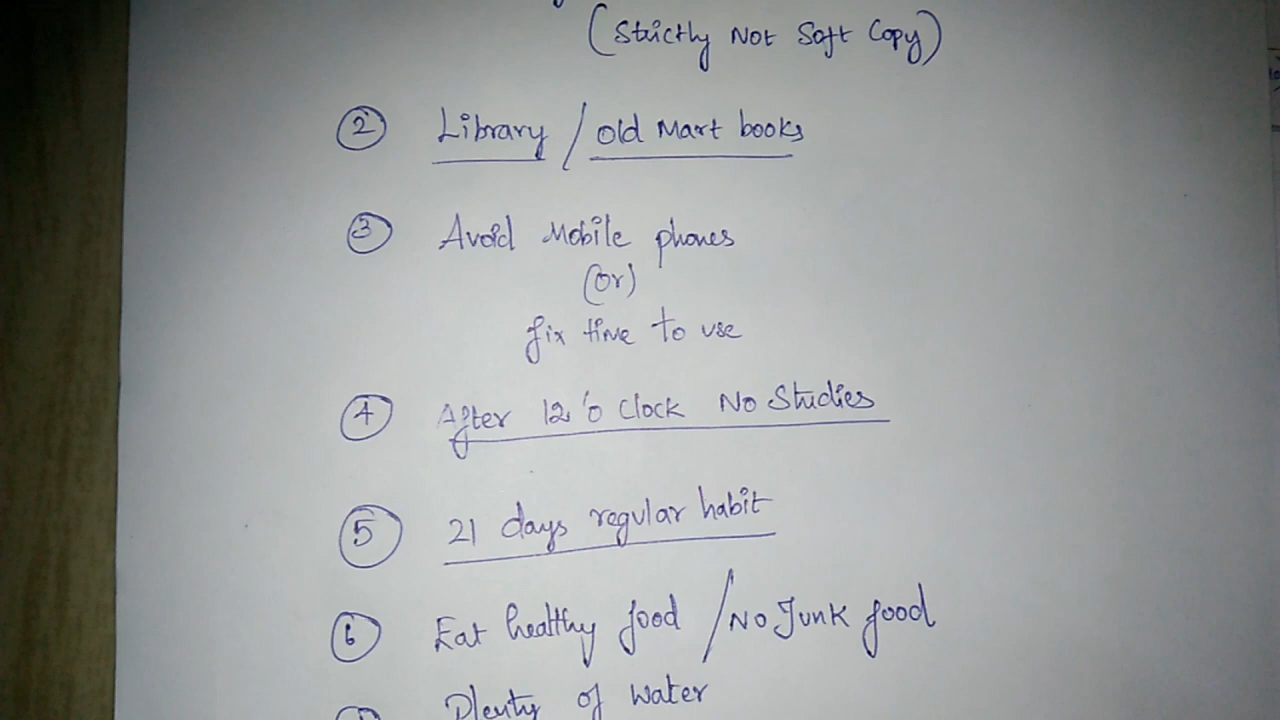 (Strictly Not Soft Copy)
② Library / old Mart books
③ Avoid Mobile phones
(or)
fix time to use
④ After 12'o Clock No Studies
⑤ 21 days regular habit
⑥ Eat healthy food / No Junk food
Plenty of water